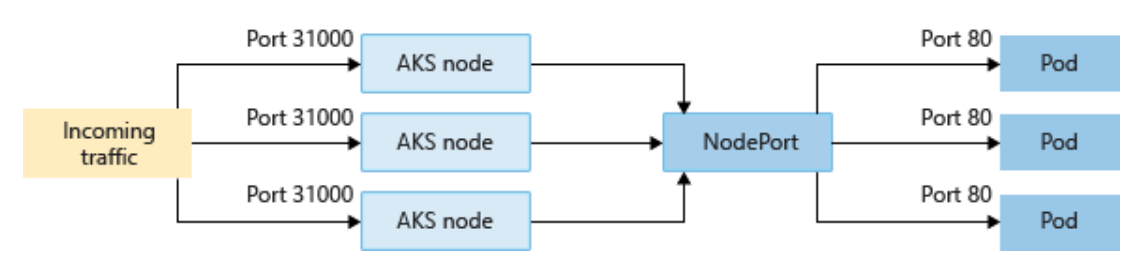 Port 31000
AKS node
Port 80
Pod
Incoming
traffic
Port 31000
AKS node
NodePort
Port 80
Pod
Port 31000
AKS node
Port 80
Pod